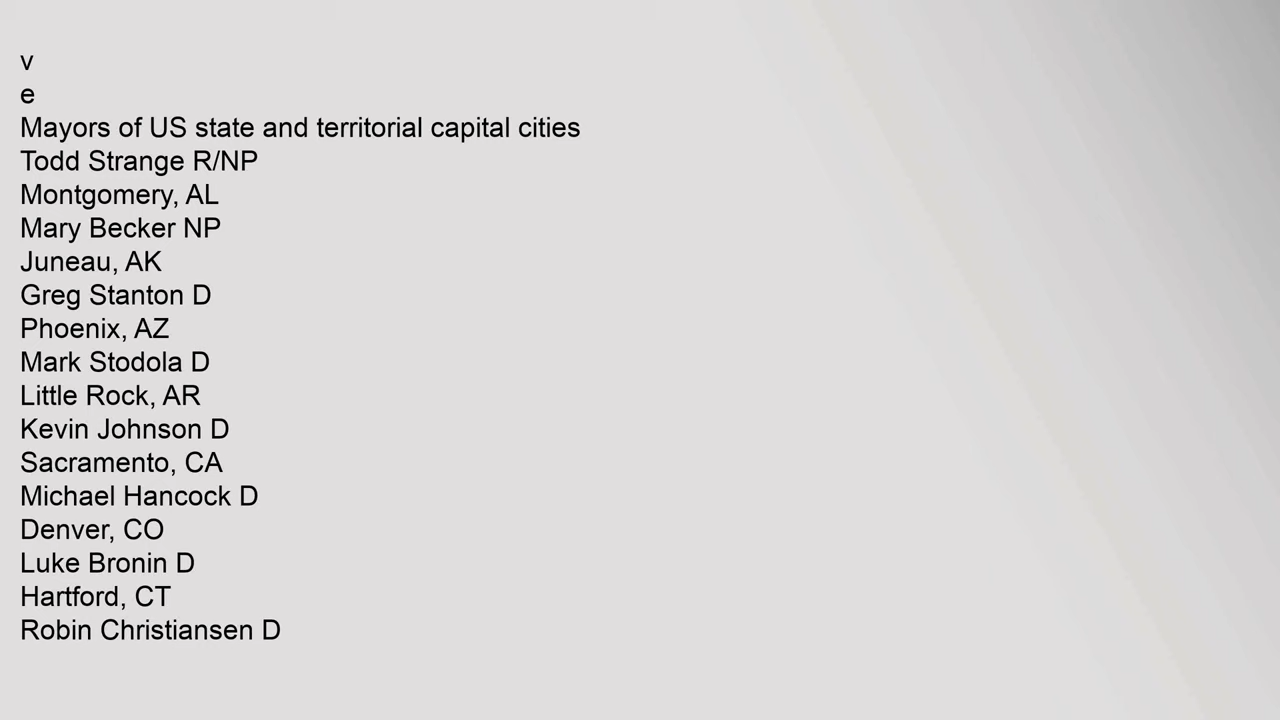 v
e
Mayors of US state and territorial capital cities
Todd Strange R/NP
Montgomery, AL
Mary Becker NP
Juneau, AK
Greg Stanton D
Phoenix, AZ
Mark Stodola D
Little Rock, AR
Kevin Johnson D
Sacramento, CA
Michael Hancock D
Denver, CO
Luke Bronin D
Hartford, CT
Robin Christiansen D